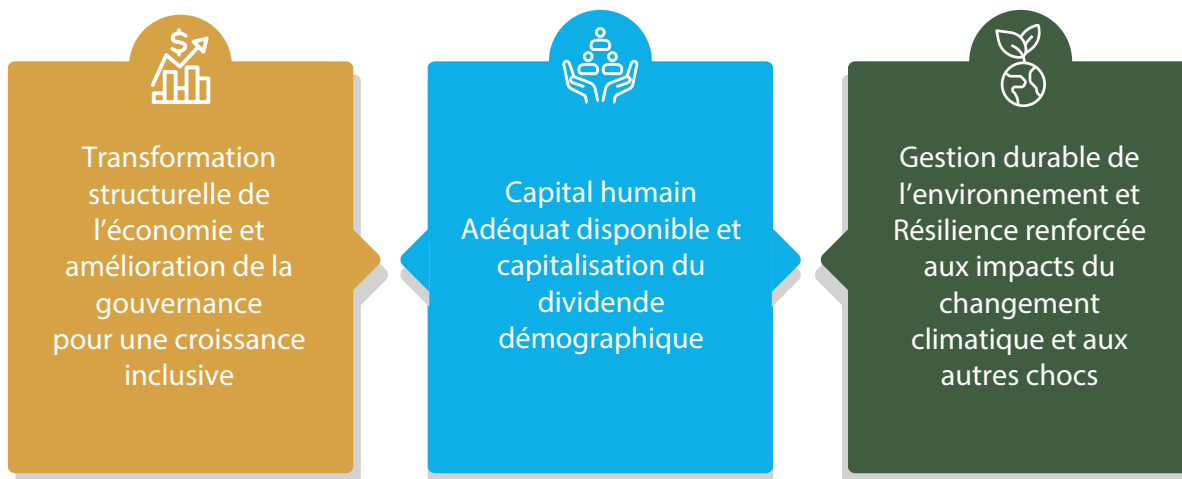 $
Transformation
structurelle de
l'économie et
amélioration de la
gouvernance
pour une croissance
inclusive
Capital humain
Adéquat disponible et
capitalisation du
dividende
démographique
Gestion durable de
l'environnement et
Résilience renforcée
aux impacts du
changement
climatique et aux
autres chocs